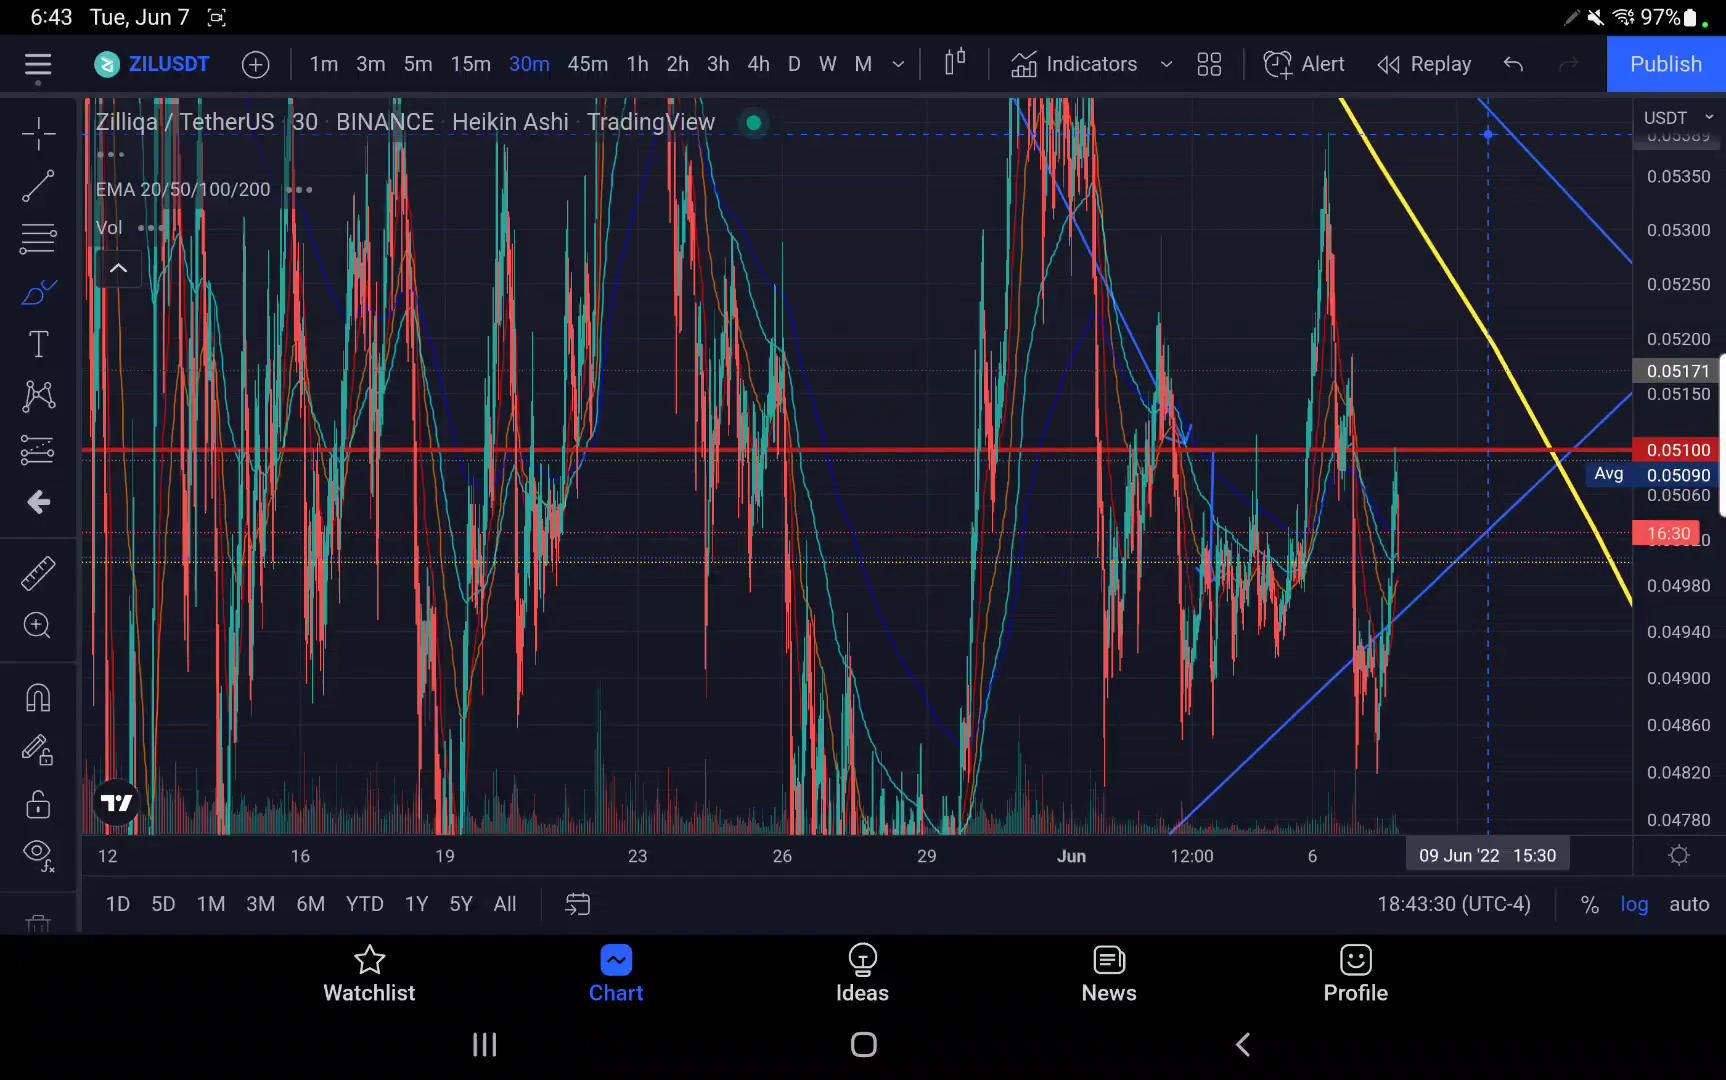 6:43 Tue, Jun 7 97%
ZILUSDT 1m 3m 5m 15m 30m 45m 1h 2h 3h 4h D W M Indicators Alert Replay Publish
Zilliqa / TetherUS 30 BINANCE Heikin Ashi TradingView
USDT
0.05389
EMA 20/50/100/200
Vol
0.05350
0.05300
0.05250
0.05200
0.05171
0.05150
0.05100
Avg 0.05090
0.05060
16:30
0.04980
0.04940
0.04900
0.04860
0.04820
0.04780
12 16 19 23 26 29 Jun 12:00 6 09 Jun '22 15:30
1D 5D 1M 3M 6M YTD 1Y 5Y All 18:43:30 (UTC-4) % log auto
Watchlist Chart Ideas News Profile